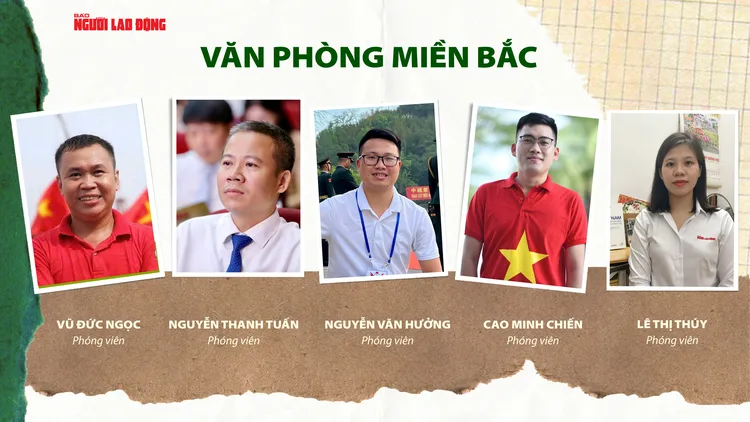 BÁO
NGƯỜI LAO ĐỘNG
VĂN PHÒNG MIỀN BẮC
VŨ ĐỨC NGỌC
Phóng viên
NGUYỄN THANH TUẤN
Phóng viên
NGUYỄN VĂN HƯỞNG
Phóng viên
CAO MINH CHIẾN
Phóng viên
LÊ THỊ THÚY
Phóng viên